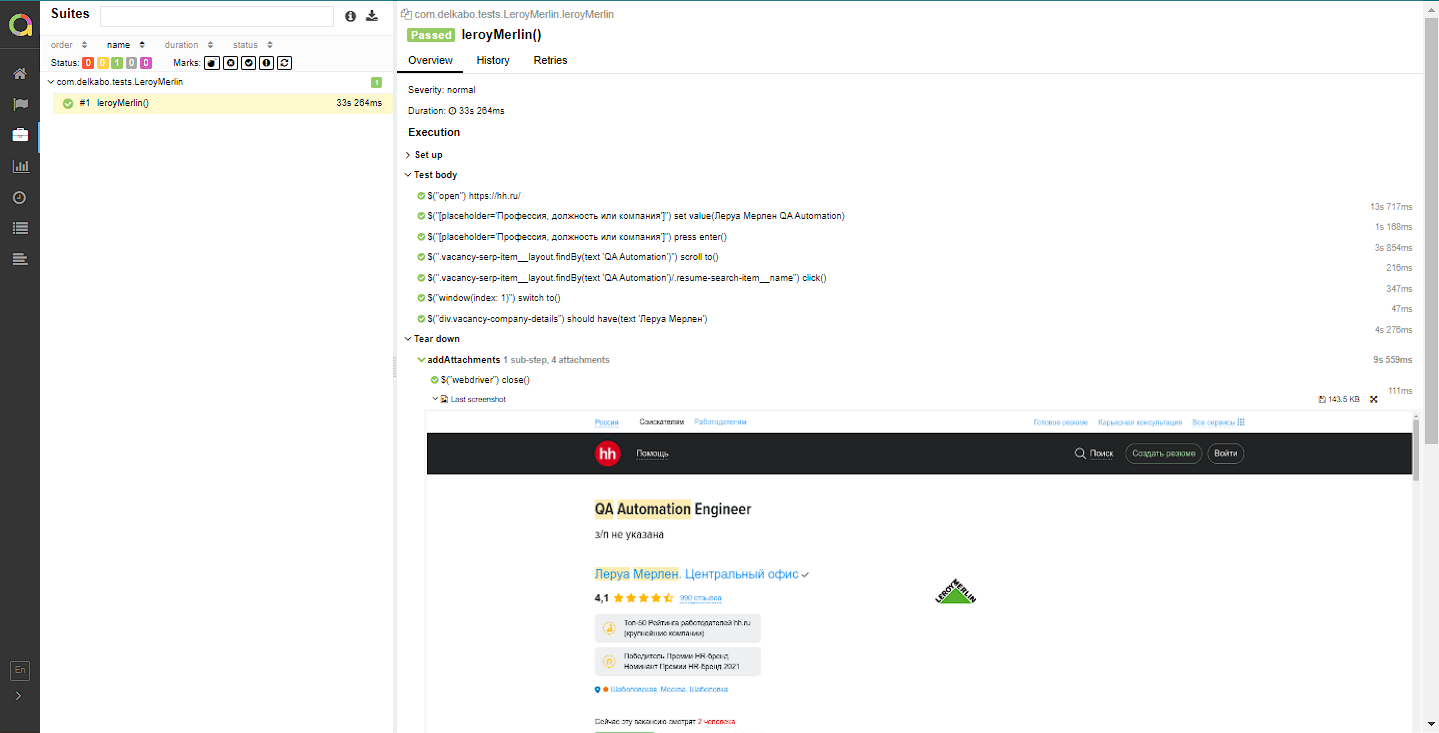 Suites
order name duration status
Status: 0 0 1 0 0 Marks:
com.delkabo.tests.LeroyMerlin 1
#1 leroyMerlin() 33s 264ms
En
com.delkabo.tests.LeroyMerlin.leroyMerlin
Passed leroyMerlin()
Overview History Retries
Severity: normal
Duration: 33s 264ms
Execution
Set up
Test body
$("open") https://hh.ru/
13s 717ms
$("[placeholder='Профессия, должность или компания']") set value(Леруа Мерлен QA Automation)
1s 168ms
$("[placeholder='Профессия, должность или компания']") press enter()
3s 854ms
$(".vacancy-serp-item__layout.findBy(text 'QA Automation')") scroll to()
216ms
$(".vacancy-serp-item__layout.findBy(text 'QA Automation')/.resume-search-item__name") click()
347ms
$("window(index: 1)") switch to()
47ms
$("div.vacancy-company-details") should have(text 'Леруа Мерлен')
4s 276ms
Tear down
addAttachments 1 sub-step, 4 attachments 9s 559ms
$("webdriver") close()
111ms
Last screenshot 143.5 KB
Россия Соискателям Работодателям Готовое резюме Карьерная консультация Все сервисы
hh Помощь Поиск Создать резюме Войти
QA Automation Engineer
з/п не указана
Леруа Мерлен. Центральный офис
LEROY MERLIN
4,1 990 отзывов
Топ-50 Рейтинга работодателей hh.ru
(крупнейшие компании)
Победитель Премии HR-бренд
Номинант Премии HR-бренд 2021
Шаболовская, Москва, Шаболовка
Сейчас эту вакансию смотрят 2 человека